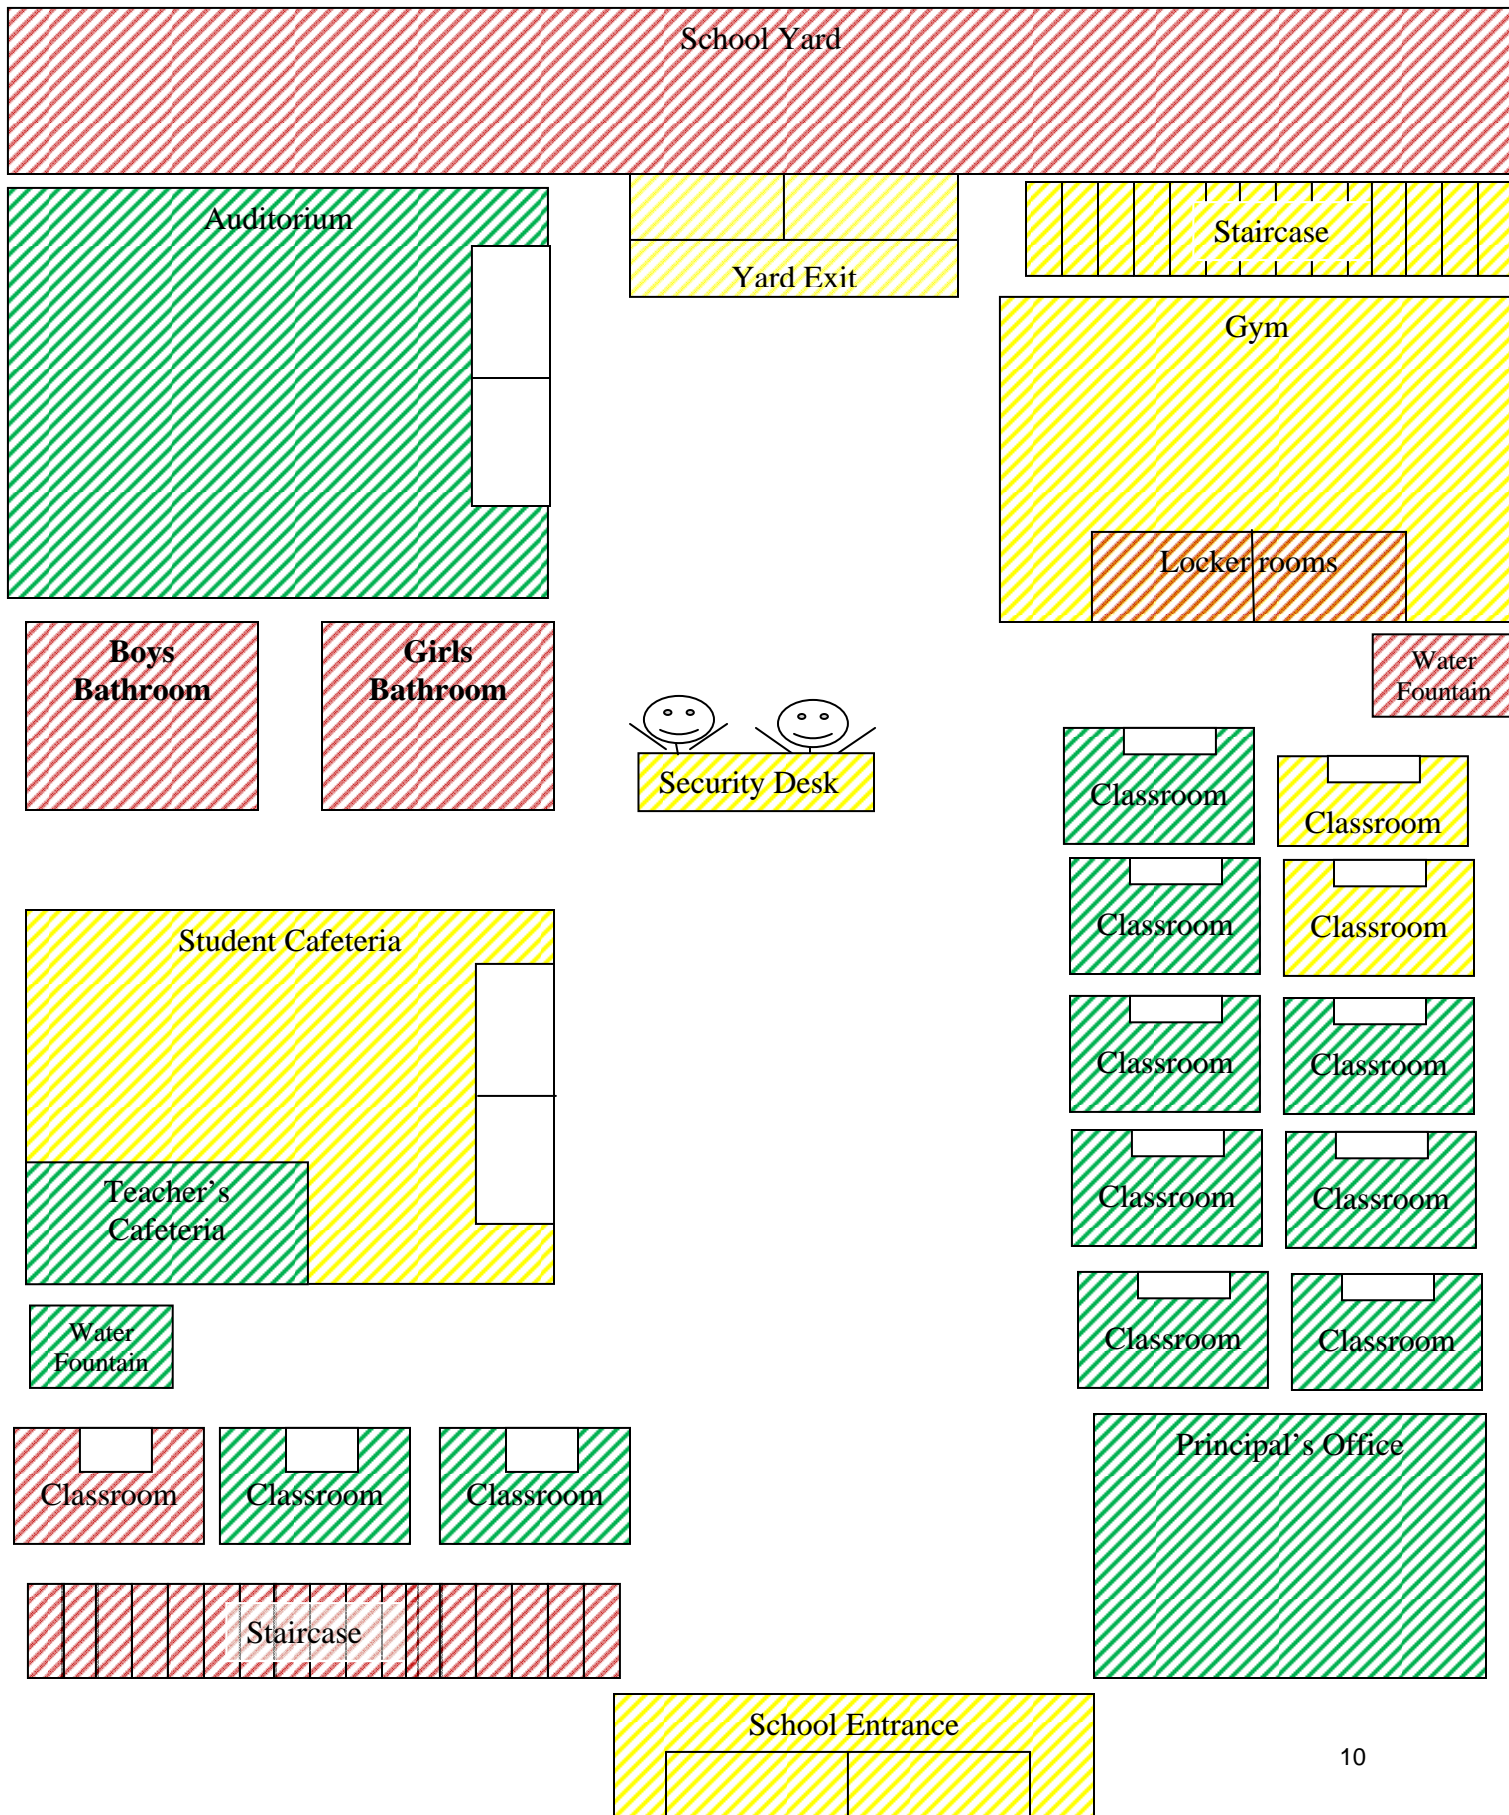 School Yard
Auditorium
Yard Exit
Staircase
Gym
Locker rooms
Boys
Bathroom
Girls
Bathroom
Water
Fountain
Security Desk
Classroom
Classroom
Classroom
Classroom
Student Cafeteria
Classroom
Classroom
Teacher's
Cafeteria
Classroom
Classroom
Water
Fountain
Classroom
Classroom
Principal's Office
Classroom
Classroom
Classroom
Staircase
School Entrance
10